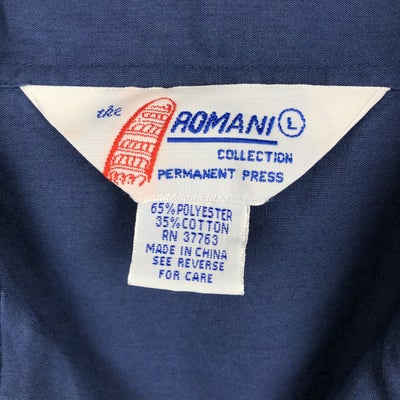 the ROMANI L
COLLECTION
PERMANENT PRESS
65% POLYESTER
35% COTTON
RN 37763
MADE IN CHINA
SEE REVERSE
FOR CARE